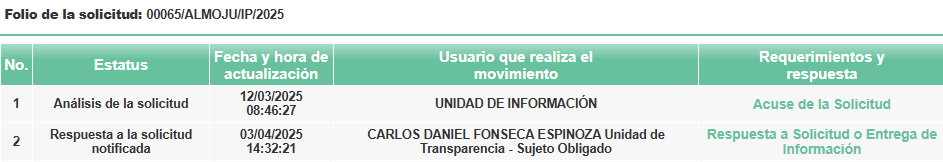 Folio de la solicitud: 00065/ALMOJU/IP/2025
No. Estatus Fecha y hora de actualización Usuario que realiza el movimiento Requerimientos y respuesta
1 Análisis de la solicitud 12/03/2025 08:46:27 UNIDAD DE INFORMACIÓN Acuse de la Solicitud
2 Respuesta a la solicitud notificada 03/04/2025 14:32:21 CARLOS DANIEL FONSECA ESPINOZA Unidad de Transparencia - Sujeto Obligado Respuesta a Solicitud o Entrega de Información